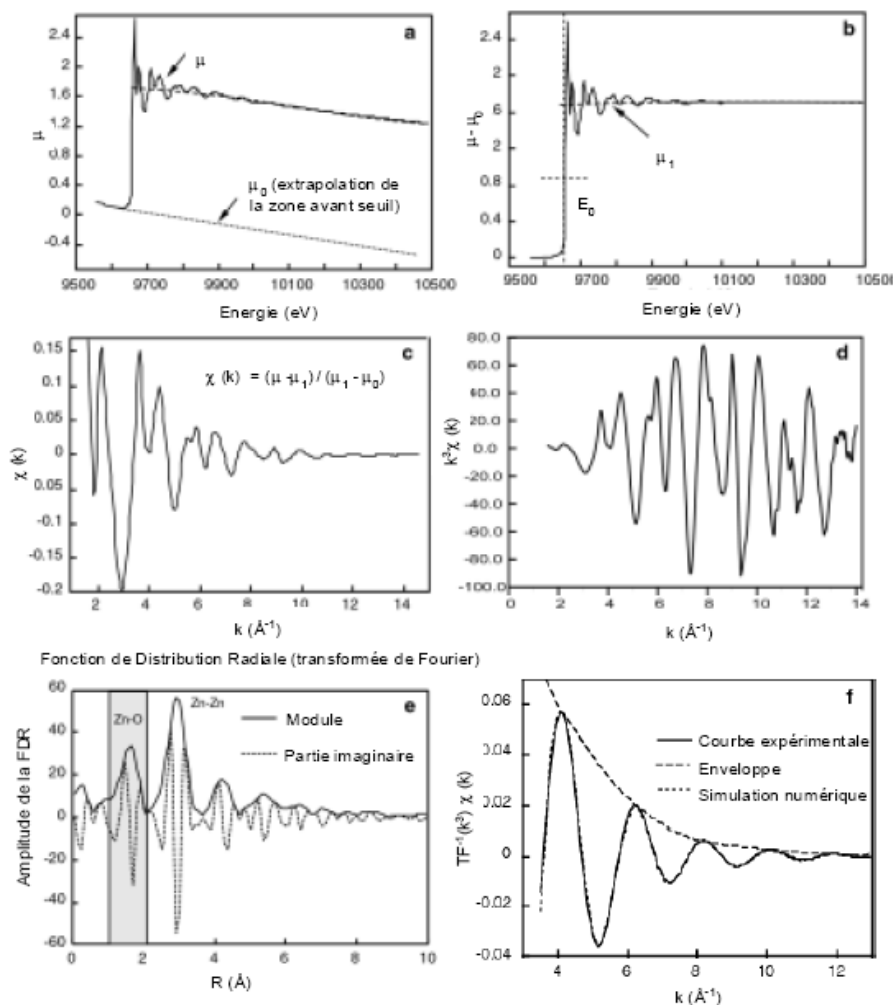 a
μ
μ
μ₀ (extrapolation de
la zone avant seuil)
2.4
2.0
1.6
1.2
0.8
0.4
0
-0.4
9500 9700 9900 10100 10300 10500
Energie (eV)
b
μ - μ₀
μ₁
E₀
2.4
2
6.2
1.2
0.8
0.4
0
9500 9700 9900 10100 10300 10500
Energie (eV)
c
χ (k) = (μ-μ₁) / (μ₁ - μ₀)
χ (k)
0.15
0.1
0.05
0
0.05
-0.1
-0.15
-0.2
2 4 6 8 10 12 14
k (Å⁻¹)
d
k³χ (k)
80.0
60.0
40.0
20.0
0.0
20.0
40.0
60.0
80.0
-100.0
0 2 4 6 8 10 12 14
k (Å⁻¹)
Fonction de Distribution Radiale (transformée de Fourier)
e
Zn-O
Zn-Zn
Module
Partie imaginaire
Amplitude de la FDR
60
40
20
0
-20
-40
-60
0 2 4 6 8 10
R (Å)
f
Courbe expérimentale
Enveloppe
Simulation numérique
TF⁻¹(k³) χ (k)
0.06
0.04
0.02
0
-0.02
-0.04
4 6 8 10 12
k (Å⁻¹)